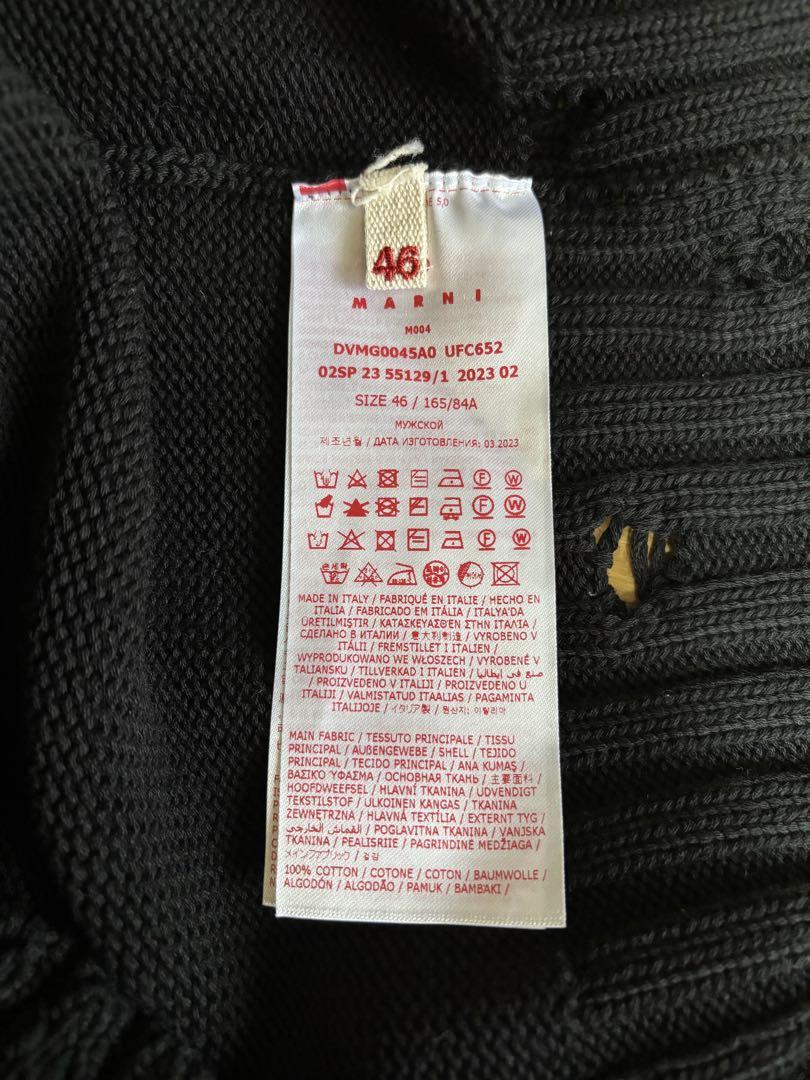 5,0
46
MARNI
M004
DVMG0045A0 UFC652
02SP 23 55129/1 2023 02
SIZE 46 / 165/84A
МУЖСКОЙ
제조년월 / ДАТА ИЗГОТОВЛЕНИЯ: 03.2023
F W
F W
F W
손세탁
MADE IN ITALY / FABRIQUÉ EN ITALIE / HECHO EN
ITALIA / FABRICADO EM ITÁLIA / ITALYA'DA
ÜRETILMIŞTIR / ΚΑΤΑΣΚΕΥΑΣΘΕΝ ΣΤΗΝ ΙΤΑΛΙΑ /
СДЕЛАНО В ИТАЛИИ / 意大利制造 / VYROBENO V
ITÁLII / FREMSTILLET I ITALIEN /
WYPRODUKOWANO WE WŁOSZECH / VYROBENÉ V
TALIANSKU / TILLVERKAD I ITALIEN / صنع في إيطاليا
/ PROIZVEDENO V ITALIJI / PROIZVEDENO U
ITALIJI / VALMISTATUD ITAALIAS / PAGAMINTA
ITALIJOJE / イタリア製 / 원산지: 이탈리아
MAIN FABRIC / TESSUTO PRINCIPALE / TISSU
PRINCIPAL / AUßENGEWEBE / SHELL / TEJIDO
PRINCIPAL / TECIDO PRINCIPAL / ANA KUMAŞ /
ΒΑΣΙΚΟ ΎΦΑΣΜΑ / ОСНОВНАЯ ТКАНЬ / 主要面料 /
HOOFDWEEFSEL / HLAVNÍ TKANINA / UDVENDIGT
TEKSTILSTOF / ULKOINEN KANGAS / TKANINA
ZEWNĘTRZNA / HLAVNÁ TEXTÍLIA / EXTERNT TYG /
القماش الخارجي / POGLAVITNA TKANINA / VANJSKA
TKANINA / PEALISRIIE / PAGRINDINĖ MEDŽIAGA /
メインファブリック / 겉감
100% COTTON / COTONE / COTON / BAUMWOLLE /
ALGODÓN / ALGODÃO / PAMUK / ΒΑΜΒΑΚΙ /